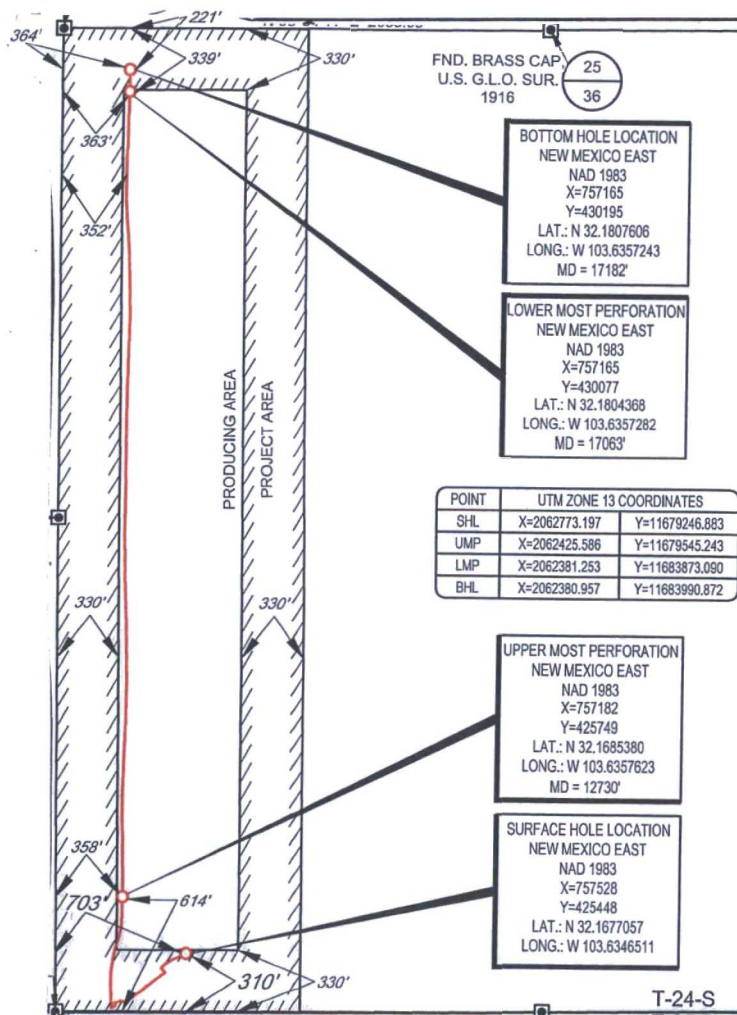 221'
364'
339'
330'
FND. BRASS CAP,
U.S. G.L.O. SUR.
1916
25
36
363'
352'
BOTTOM HOLE LOCATION
NEW MEXICO EAST
NAD 1983
X=757165
Y=430195
LAT.: N 32.1807606
LONG.: W 103.6357243
MD = 17182'
LOWER MOST PERFORATION
NEW MEXICO EAST
NAD 1983
X=757165
Y=430077
LAT.: N 32.1804368
LONG.: W 103.6357282
MD = 17063'
PRODUCING AREA
PROJECT AREA
POINT UTM ZONE 13 COORDINATES
SHL X=2062773.197 Y=11679246.883
UMP X=2062425.586 Y=11679545.243
LMP X=2062381.253 Y=11683873.090
BHL X=2062380.957 Y=11683990.872
330'
330'
UPPER MOST PERFORATION
NEW MEXICO EAST
NAD 1983
X=757182
Y=425749
LAT.: N 32.1685380
LONG.: W 103.6357623
MD = 12730'
358'
703'
614'
SURFACE HOLE LOCATION
NEW MEXICO EAST
NAD 1983
X=757528
Y=425448
LAT.: N 32.1677057
LONG.: W 103.6346511
310'
330'
T-24-S